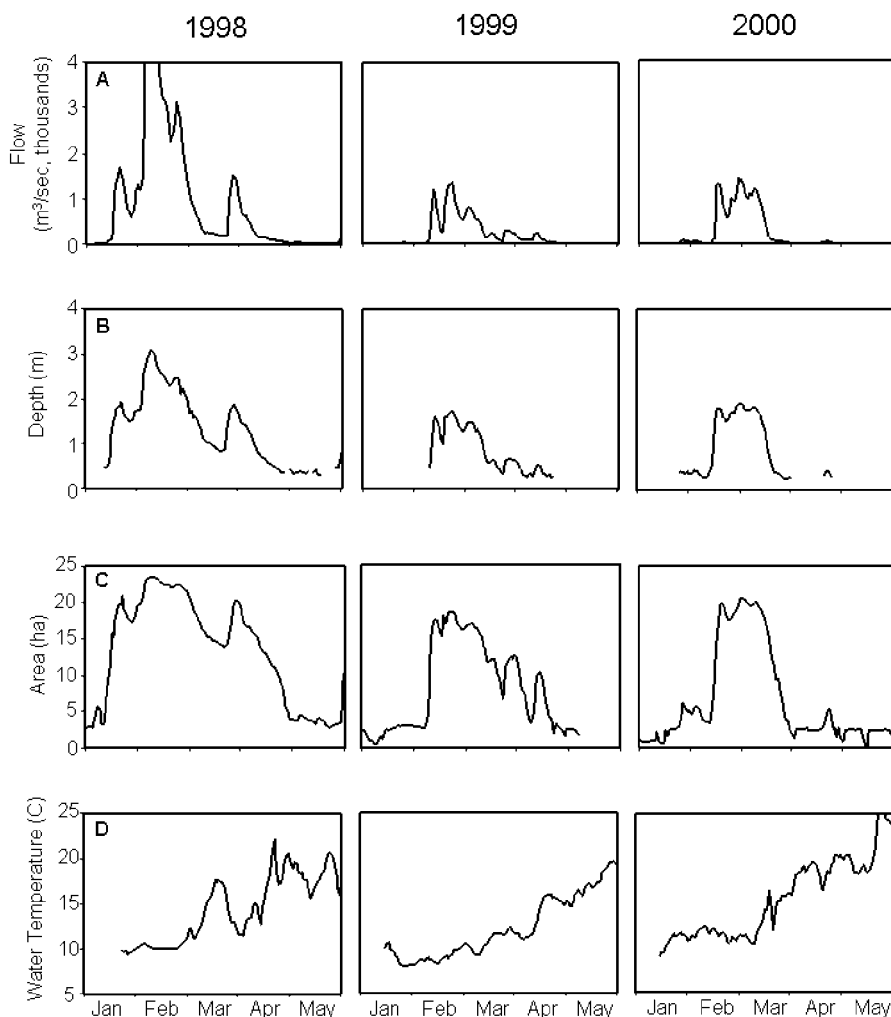 1998 1999 2000
A
Flow
(m³/sec, thousands)
4
3
2
1
0
B
Depth (m)
4
3
2
1
0
C
Area (ha)
25
20
15
10
5
0
D
Water Temperature (C)
25
20
15
10
5
Jan Feb Mar Apr May Jan Feb Mar Apr May Jan Feb Mar Apr May